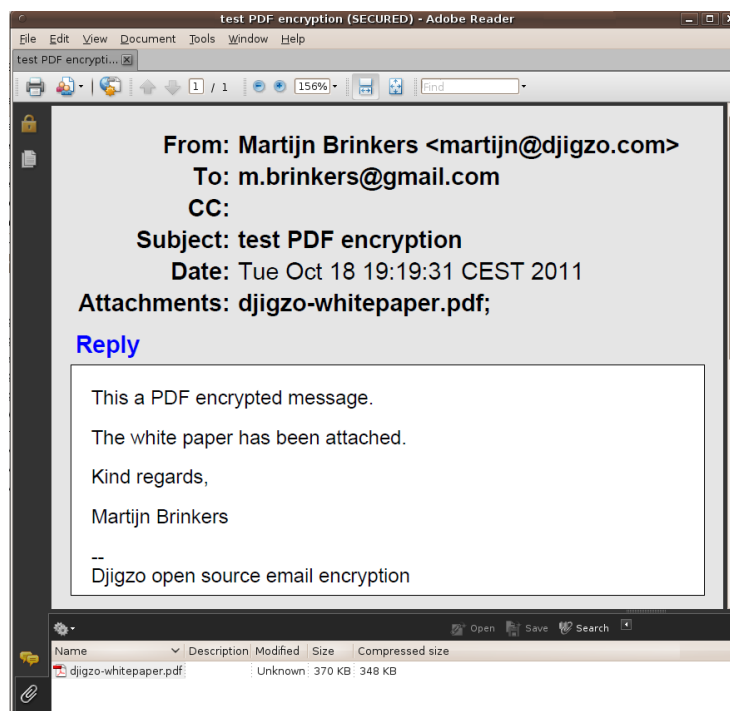 test PDF encryption (SECURED) - Adobe Reader
File Edit View Document Tools Window Help
test PDF encrypti...
1 / 1 156% Find
From: Martijn Brinkers <martijn@djigzo.com>
To: m.brinkers@gmail.com
CC:
Subject: test PDF encryption
Date: Tue Oct 18 19:19:31 CEST 2011
Attachments: djigzo-whitepaper.pdf;
Reply
This a PDF encrypted message.
The white paper has been attached.
Kind regards,
Martijn Brinkers
--
Djigzo open source email encryption
Open Save Search
Name Description Modified Size Compressed size
djigzo-whitepaper.pdf Unknown 370 KB 348 KB